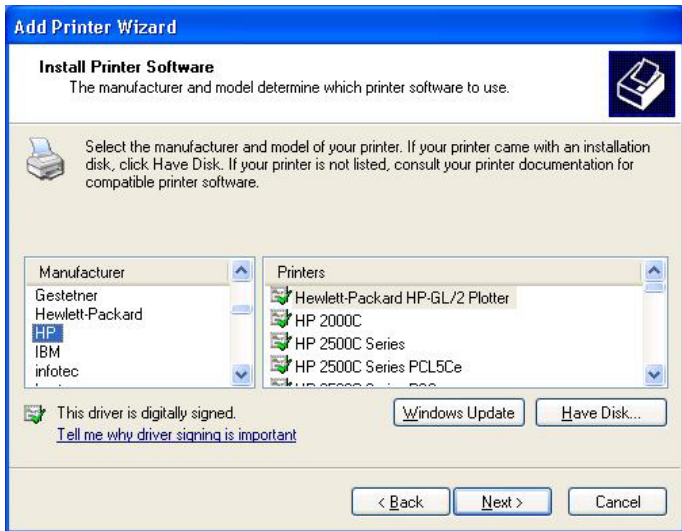 Add Printer Wizard
Install Printer Software
The manufacturer and model determine which printer software to use.
Select the manufacturer and model of your printer. If your printer came with an installation
disk, click Have Disk. If your printer is not listed, consult your printer documentation for
compatible printer software.
Manufacturer
Gestetner
Hewlett-Packard
HP
IBM
infotec
Printers
Hewlett-Packard HP-GL/2 Plotter
HP 2000C
HP 2500C Series
HP 2500C Series PCL5Ce
This driver is digitally signed.
Tell me why driver signing is important
Windows Update
Have Disk...
< Back
Next >
Cancel